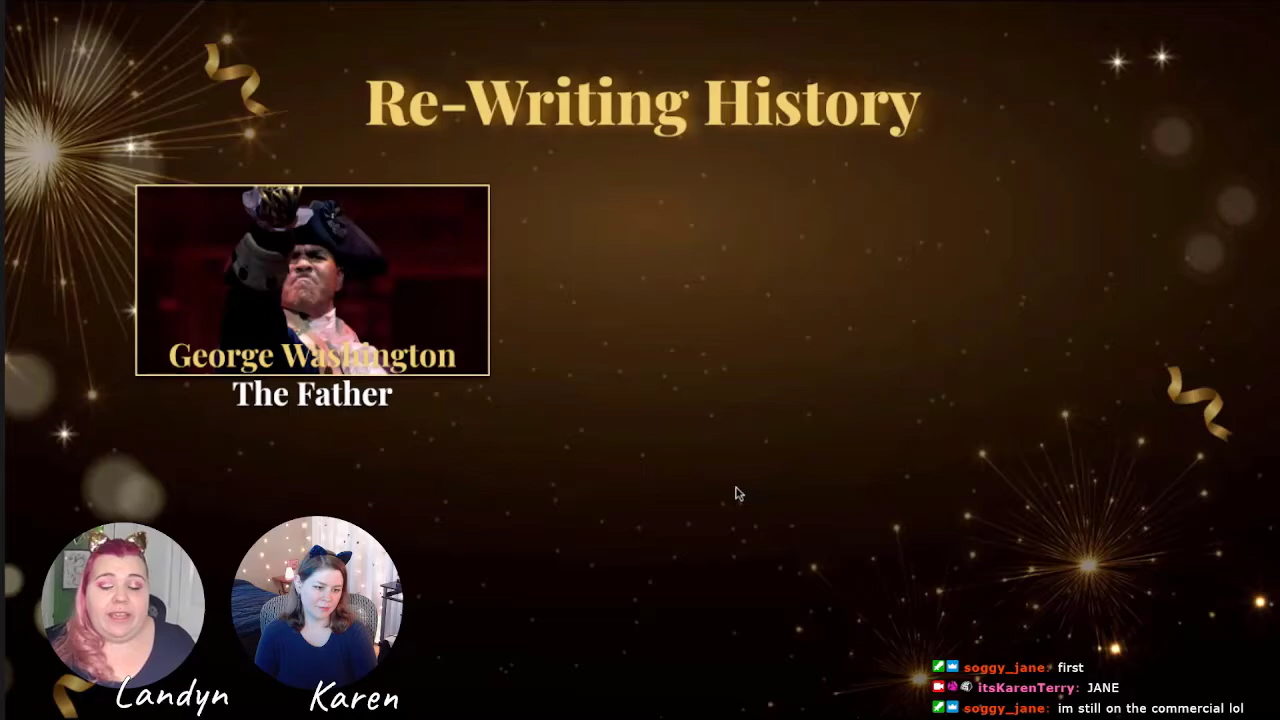 Re-Writing History
George Washington
The Father
Landyn
Karen
soggy_jane: first
itsKarenTerry: JANE
soggy_jane: im still on the commercial lol